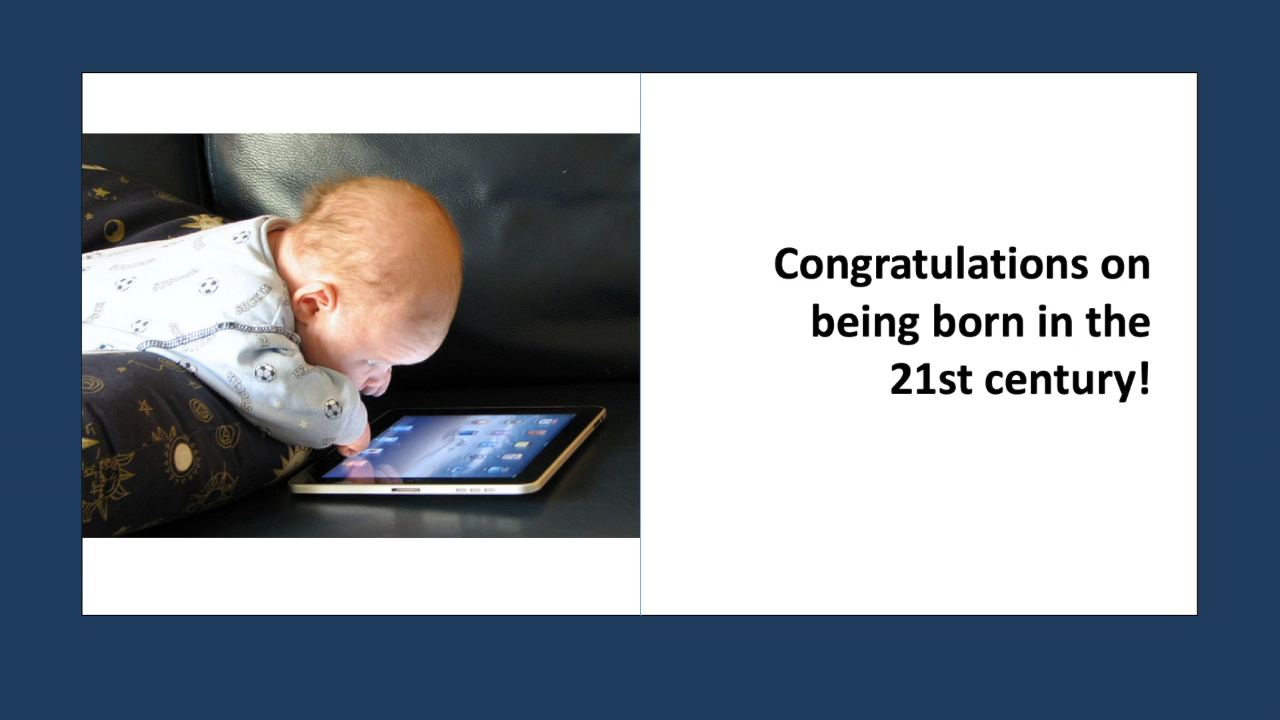 Congratulations on
being born in the
21st century!